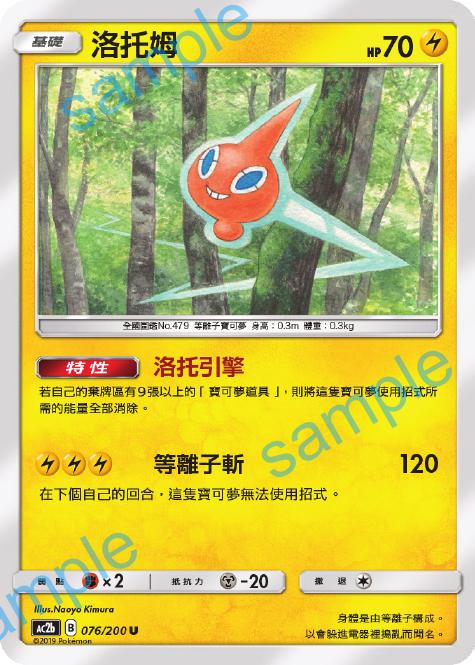 基礎 洛托姆 HP 70
sample
全國圖鑑No.479 等離子寶可夢 身高：0.3m 體重：0.3kg
特性 洛托引擎
若自己的棄牌區有9張以上的「寶可夢道具」，則將這隻寶可夢使用招式所
需的能量全部消除。
sample
等離子斬 120
在下個自己的回合，這隻寶可夢無法使用招式。
弱點 ×2 抵抗力 -20 撤退
sample
Illus.Naoyo Kimura
AC2b B 076/200 U
©2019 Pokémon
身體是由等離子構成。
以會躲進電器裡搗亂而聞名。